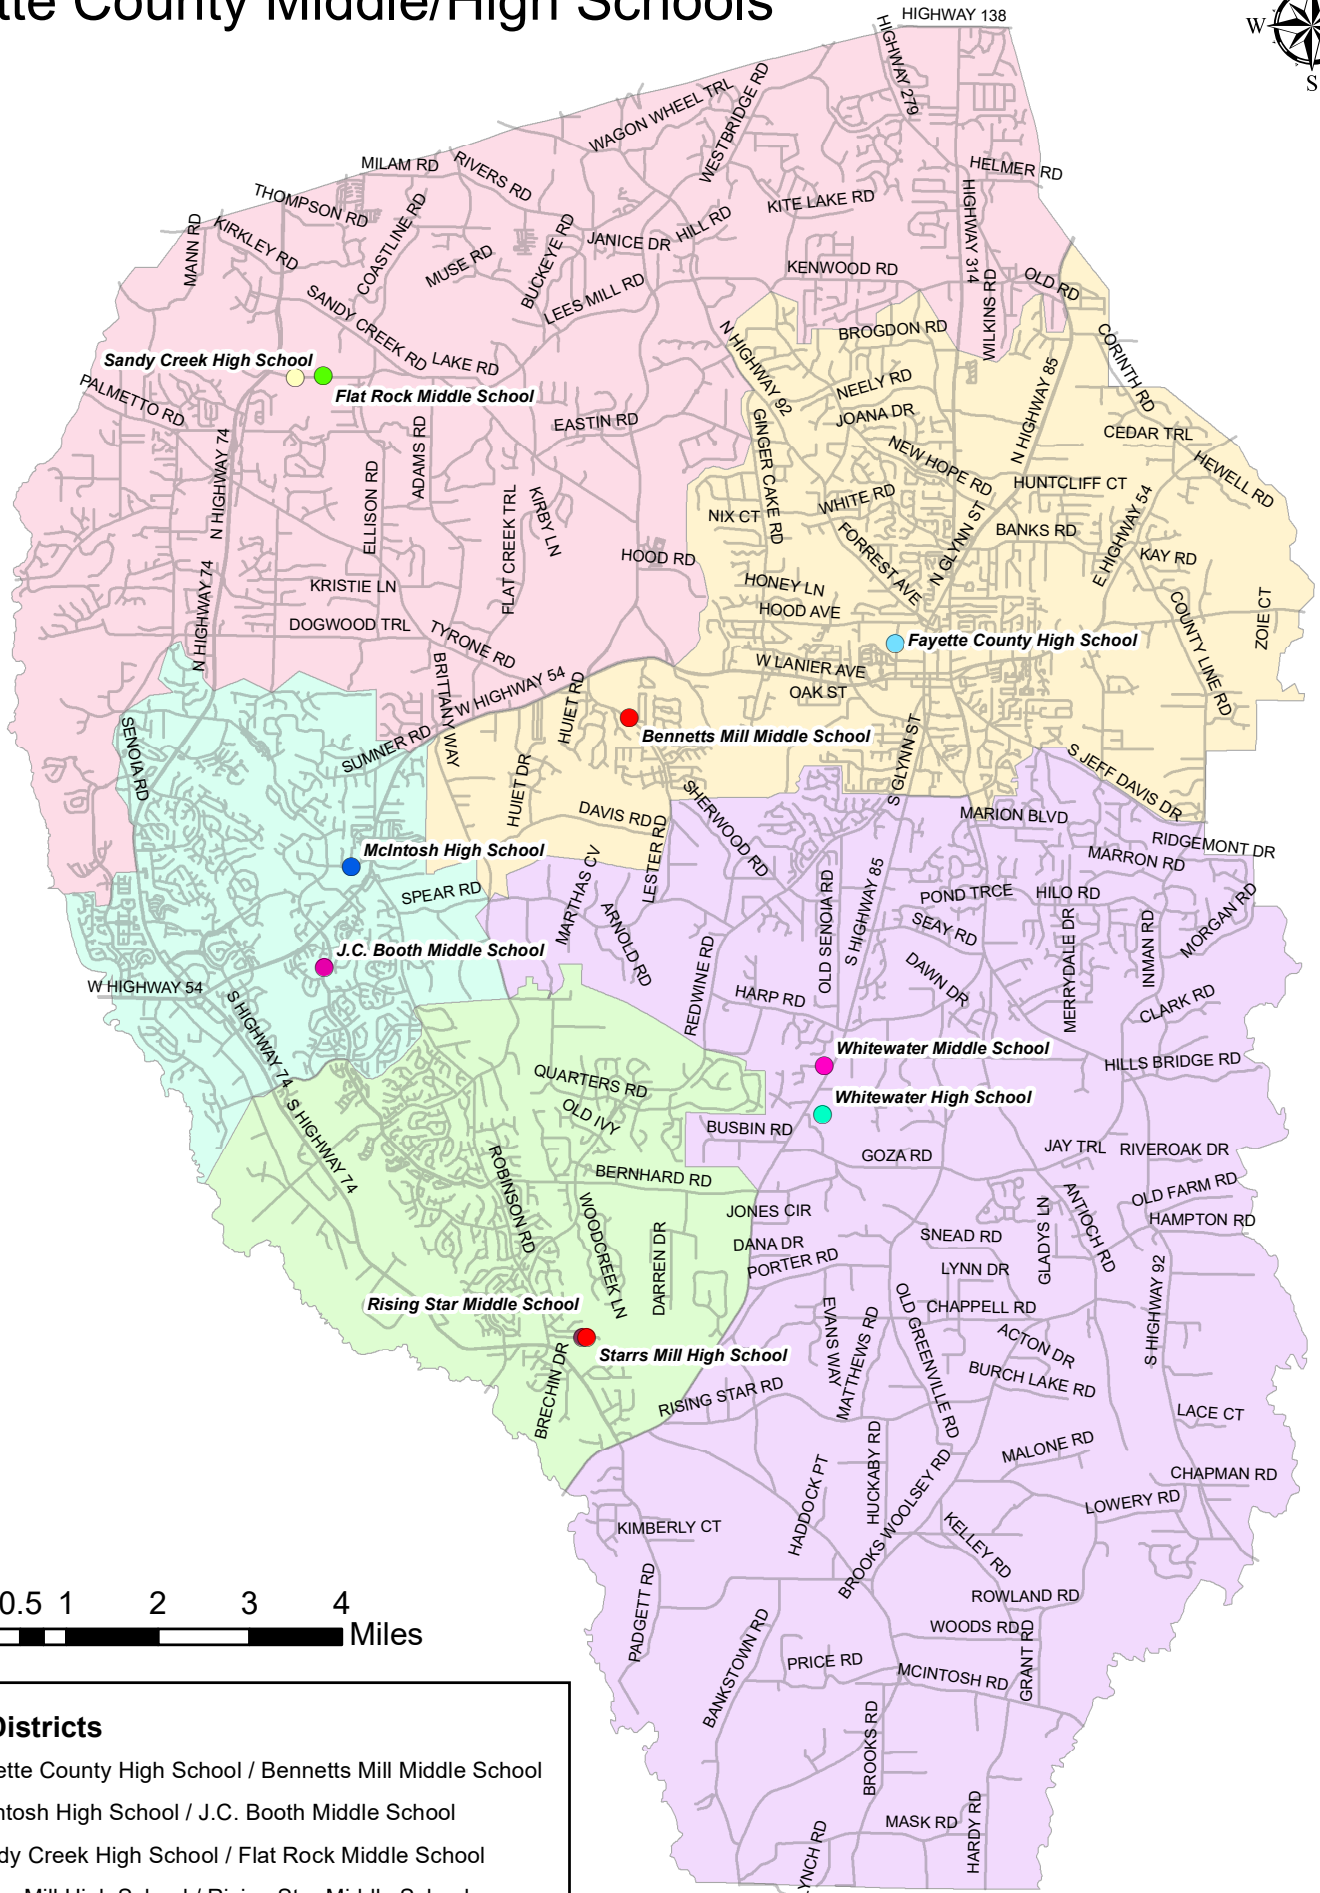 tte County Middle/High Schools
W
S
HIGHWAY 138
HIGHWAY 279
WAGON WHEEL TRL
WESTBRIDGE RD
MILAM RD
RIVERS RD
HELMER RD
THOMPSON RD
COASTLINE RD
KITE LAKE RD
HIGHWAY 314
MANN RD
KIRKLEY RD
BUCKEYE RD
JANICE DR
HILL RD
MUSE RD
KENWOOD RD
OLD RD
WILKINS RD
SANDY CREEK RD
LEES MILL RD
N HIGHWAY 92
BROGDON RD
CORINTH RD
Sandy Creek High School
LAKE RD
Flat Rock Middle School
PALMETTO RD
NEELY RD
N HIGHWAY 85
JOANA DR
EASTIN RD
GINGER CAKE RD
CEDAR TRL
N HIGHWAY 74
ADAMS RD
NEW HOPE RD
HEWELL RD
ELLISON RD
FLAT CREEK TRL
KIRBY LN
NIX CT
WHITE RD
HUNTCLIFF CT
E HIGHWAY 54
N GLYNN ST
BANKS RD
HOOD RD
FORREST AVE
KAY RD
KRISTIE LN
HONEY LN
HOOD AVE
COUNTY LINE RD
ZOIE CT
N HIGHWAY 74
DOGWOOD TRL
TYRONE RD
Fayette County High School
W LANIER AVE
OAK ST
BRITTANY WAY
W HIGHWAY 54
HUIET RD
SENOIA RD
SUMNER RD
Bennetts Mill Middle School
S GLYNN ST
S JEFF DAVIS DR
HUIET DR
DAVIS RD
SHERWOOD RD
MARION BLVD
RIDGEMONT DR
McIntosh High School
LESTER RD
MARRON RD
SPEAR RD
MARTHAS CV
OLD SENOIA RD
S HIGHWAY 85
POND TRCE
HILO RD
MORGAN RD
ARNOLD RD
SEAY RD
MERRYDALE DR
INMAN RD
J.C. Booth Middle School
REDWINE RD
DAWN DR
W HIGHWAY 54
S HIGHWAY 74
HARP RD
CLARK RD
Whitewater Middle School
HILLS BRIDGE RD
QUARTERS RD
Whitewater High School
OLD IVY
S HIGHWAY 74
BUSBIN RD
GOZA RD
JAY TRL
RIVEROAK DR
ROBINSON RD
BERNHARD RD
WOODCREEK LN
JONES CIR
ANTIOCH RD
OLD FARM RD
GLADYS LN
HAMPTON RD
DARREN DR
DANA DR
SNEAD RD
PORTER RD
LYNN DR
S HIGHWAY 92
Rising Star Middle School
EVANS WAY
MATTHEWS RD
OLD GREENVILLE RD
CHAPPELL RD
ACTON DR
Starrs Mill High School
BRECHIN DR
BURCH LAKE RD
RISING STAR RD
LACE CT
HUCKABY RD
MALONE RD
HADDOCK PT
BROOKS WOOLSEY RD
CHAPMAN RD
LOWERY RD
KIMBERLY CT
KELLEY RD
PADGETT RD
ROWLAND RD
0.5 1 2 3 4
Miles
BANKSTOWN RD
WOODS RD
GRANT RD
PRICE RD
MCINTOSH RD
BROOKS RD
MASK RD
HARDY RD
YNCH RD
Districts
ette County High School / Bennetts Mill Middle School
ntosh High School / J.C. Booth Middle School
dy Creek High School / Flat Rock Middle School